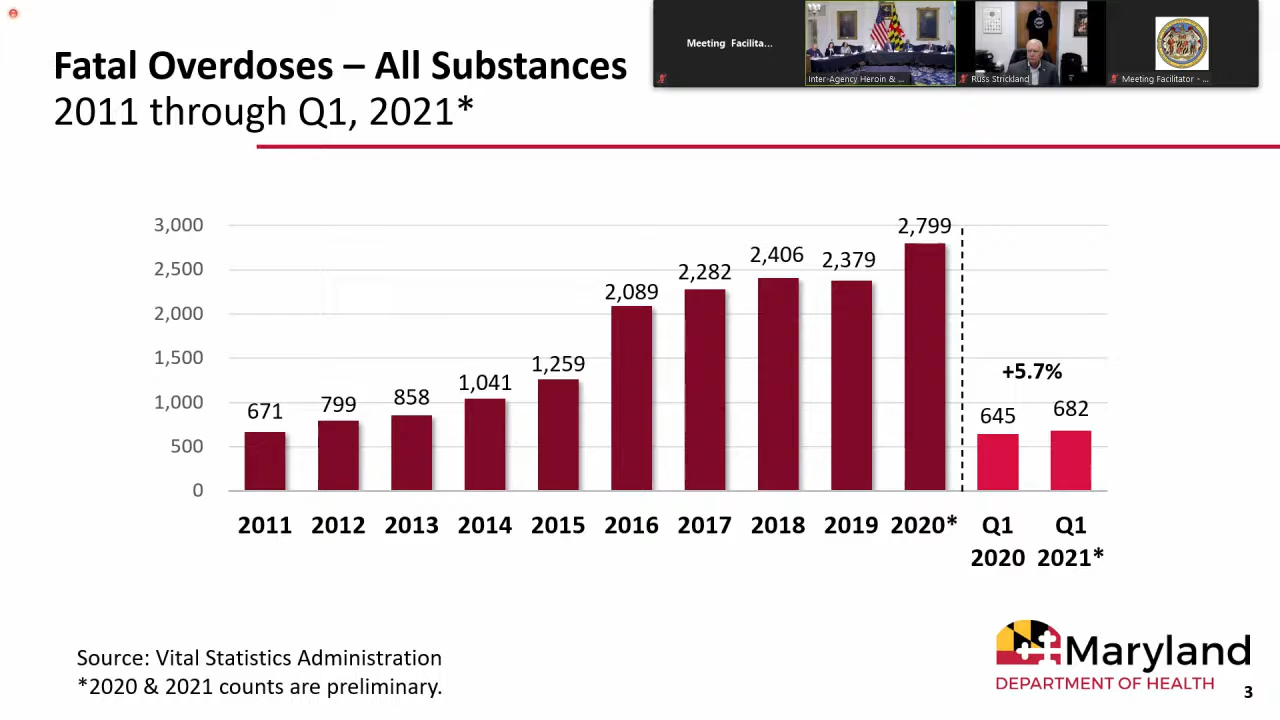 Fatal Overdoses – All Substances
2011 through Q1, 2021*
Meeting Facilita...
Inter-Agency Heroin & ...
Russ Strickland
Meeting Facilitator - ...
3,000
2,500
2,000
1,500
1,000
500
0
671
799
858
1,041
1,259
2,089
2,282
2,406
2,379
2,799
+5.7%
645
682
2011 2012 2013 2014 2015 2016 2017 2018 2019 2020* Q1 Q1
2020 2021*
Source: Vital Statistics Administration
*2020 & 2021 counts are preliminary.
Maryland
DEPARTMENT OF HEALTH
3